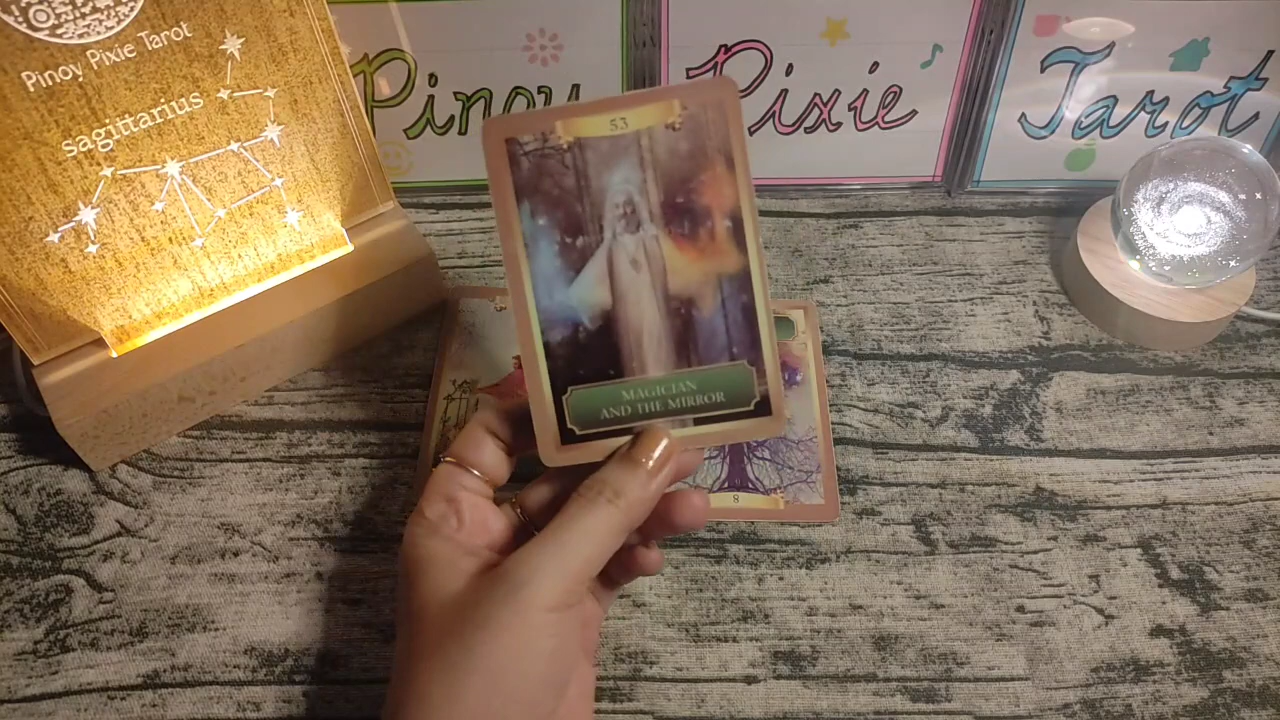 Pinoy Pixie Tarot
sagittarius
Pinoy
Pixie
Tarot
53
MAGICIAN
AND THE MIRROR
8